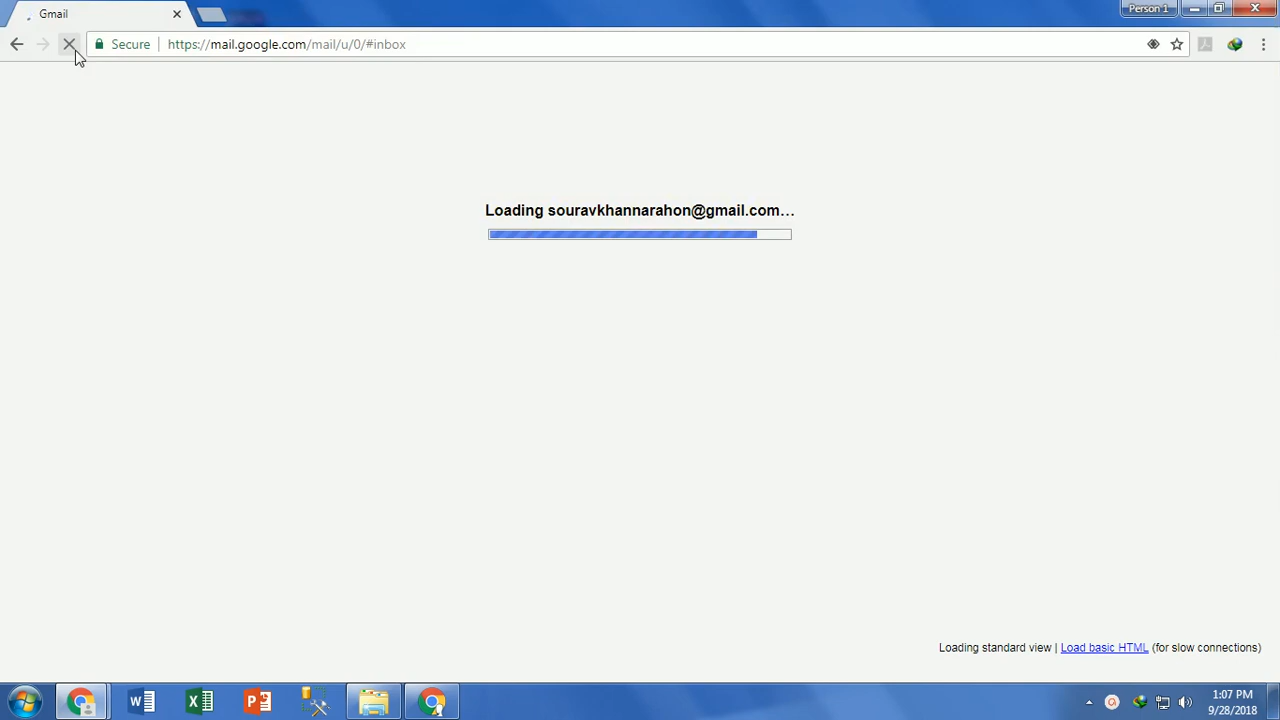 Gmail
Person 1
Secure
https://mail.google.com/mail/u/0/#inbox
Loading souravkhannarahon@gmail.com...
Loading standard view | Load basic HTML (for slow connections)
1:07 PM
9/28/2018